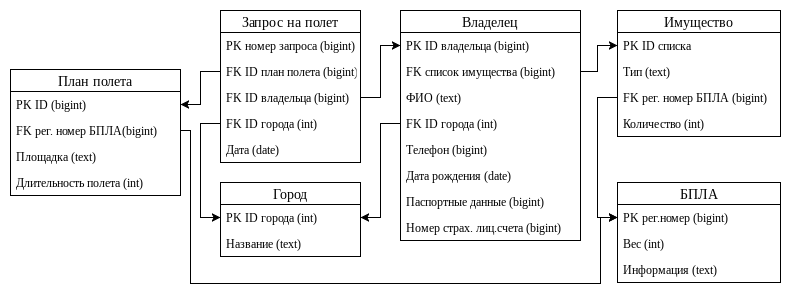 План полета
PK ID (bigint)
FK рег. номер БПЛА(bigint)
Площадка (text)
Длительность полета (int)
Запрос на полет
PK номер запроса (bigint)
FK ID план полета (bigint)
FK ID владельца (bigint)
FK ID города (int)
Дата (date)
Город
PK ID города (int)
Название (text)
Владелец
PK ID владельца (bigint)
FK список имущества (bigint)
ФИО (text)
FK ID города (int)
Телефон (bigint)
Дата рождения (date)
Паспортные данные (bigint)
Номер страх. лиц.счета (bigint)
Имущество
PK ID списка
Тип (text)
FK рег. номер БПЛА (bigint)
Количество (int)
БПЛА
PK рег.номер (bigint)
Вес (int)
Информация (text)